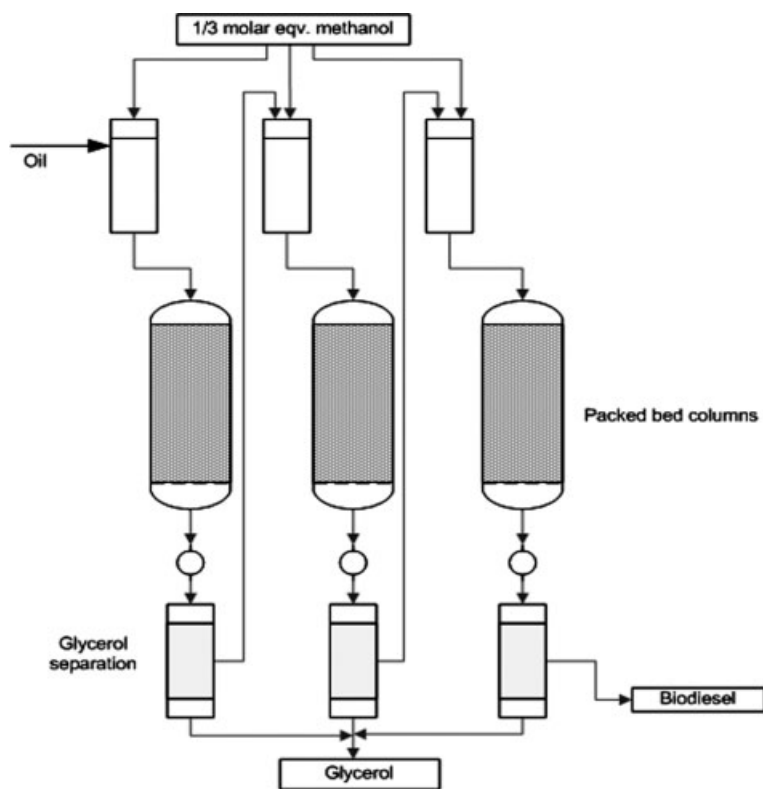 1/3 molar eqv. methanol
Oil
Packed bed columns
Glycerol
separation
Biodiesel
Glycerol